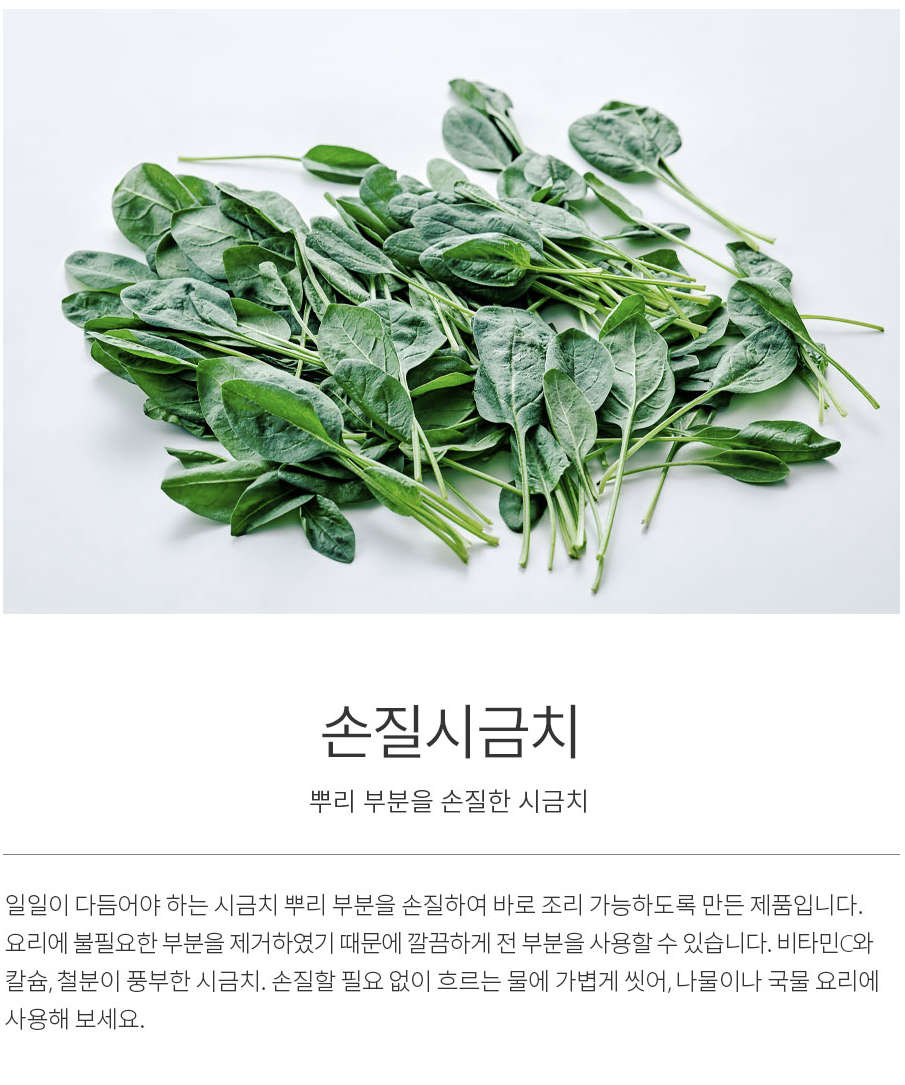 손질시금치
뿌리 부분을 손질한 시금치
일일이 다듬어야 하는 시금치 뿌리 부분을 손질하여 바로 조리 가능하도록 만든 제품입니다.
요리에 불필요한 부분을 제거하였기 때문에 깔끔하게 전 부분을 사용할 수 있습니다. 비타민C와
칼슘, 철분이 풍부한 시금치. 손질할 필요 없이 흐르는 물에 가볍게 씻어, 나물이나 국물 요리에
사용해 보세요.